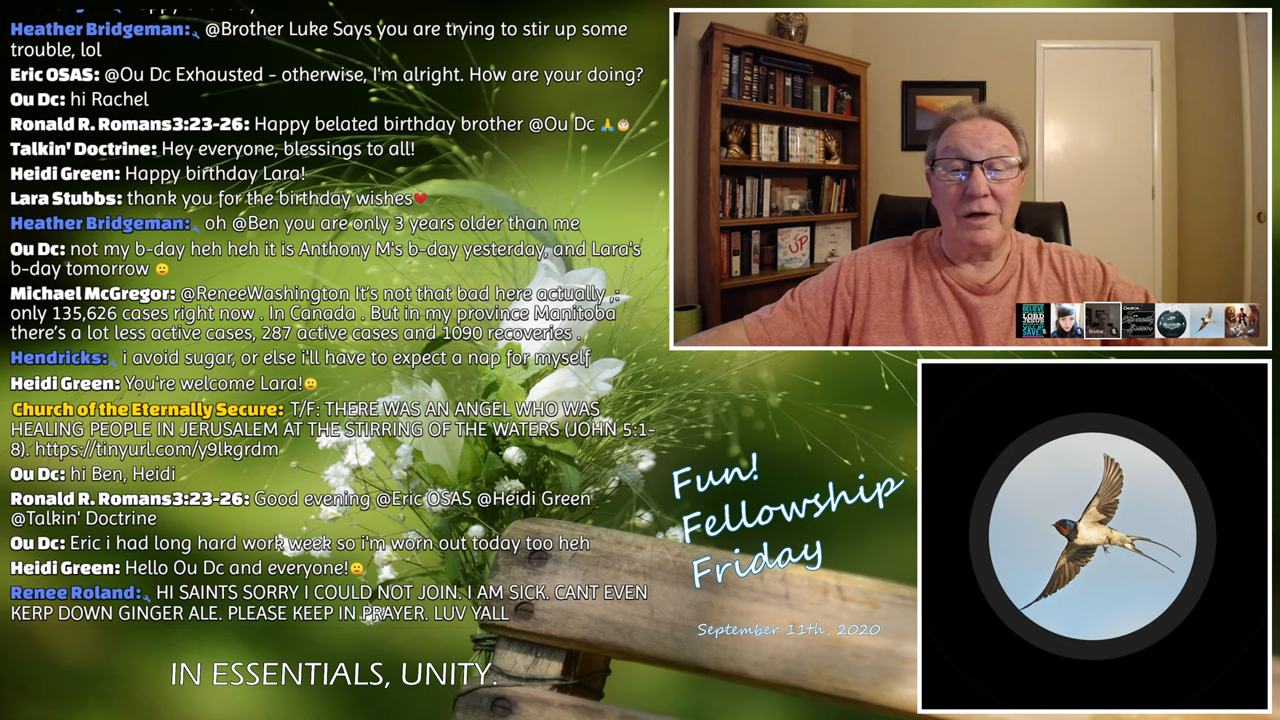 Heather Bridgeman: @Brother Luke Says you are trying to stir up some
trouble, lol
Eric OSAS: @Ou Dc Exhausted - otherwise, I'm alright. How are your doing?
Ou Dc: hi Rachel
Ronald R. Romans3:23-26: Happy belated birthday brother @Ou Dc 🙏🎂
Talkin' Doctrine: Hey everyone, blessings to all!
Heidi Green: Happy birthday Lara!
Lara Stubbs: thank you for the birthday wishes❤
Heather Bridgeman: oh @Ben you are only 3 years older than me
Ou Dc: not my b-day heh heh it is Anthony M's b-day yesterday, and Lara's
b-day tomorrow 🙂
Michael McGregor: @ReneeWashington It's not that bad here actually ,:
only 135,626 cases right now . In Canada . But in my province Manitoba
there's a lot less active cases, 287 active cases and 1090 recoveries .
Hendricks: i avoid sugar, or else i'll have to expect a nap for myself
Heidi Green: You're welcome Lara!🙂
Church of the Eternally Secure: T/F: THERE WAS AN ANGEL WHO WAS
HEALING PEOPLE IN JERUSALEM AT THE STIRRING OF THE WATERS (JOHN 5:1-
8). https://tinyurl.com/y9lkgrdm
Ou Dc: hi Ben, Heidi
Ronald R. Romans3:23-26: Good evening @Eric OSAS @Heidi Green
@Talkin' Doctrine
Ou Dc: Eric i had long hard work week so i'm worn out today too heh
Heidi Green: Hello Ou Dc and everyone!🙂
Renee Roland: HI SAINTS SORRY I COULD NOT JOIN. I AM SICK. CANT EVEN
KERP DOWN GINGER ALE. PLEASE KEEP IN PRAYER. LUV YALL
IN ESSENTIALS, UNITY.
UP
BELIEVE
LORD
JESUS
SAVE
Brothe
CHURCH
Eternally
Secure
Fun!
Fellowship
Friday
September 11th, 2020